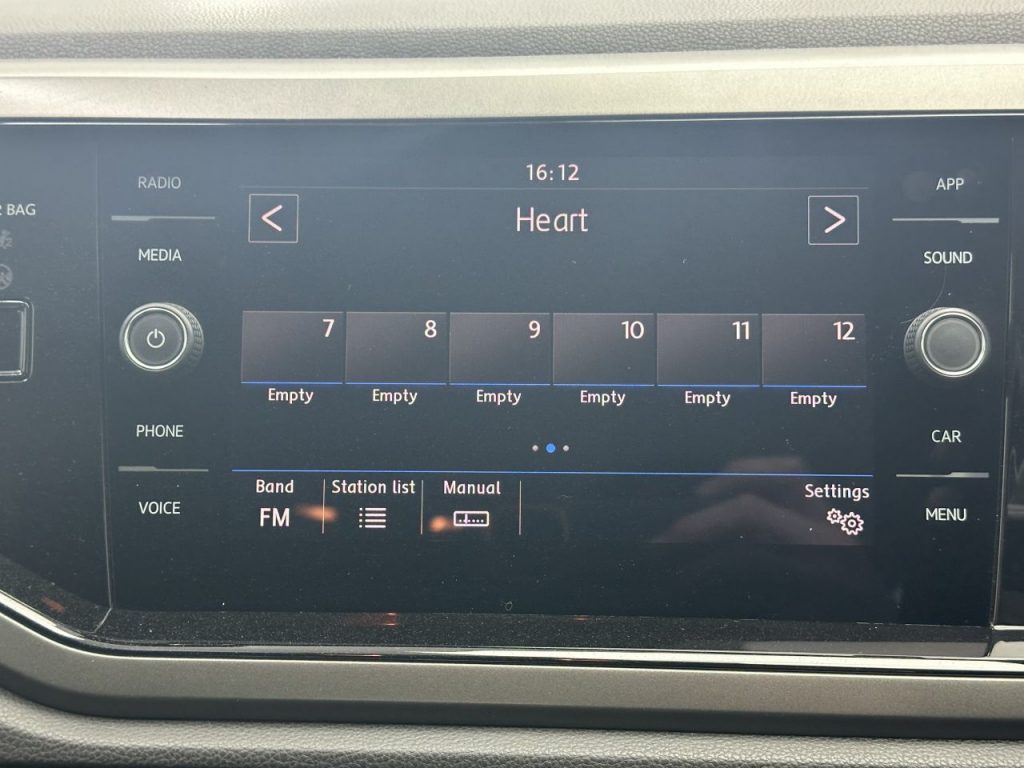 RADIO
MEDIA
PHONE
VOICE
BAG
16:12
< Heart >
7 8 9 10 11 12
Empty Empty Empty Empty Empty Empty
Band Station list Manual Settings
FM
APP
SOUND
CAR
MENU